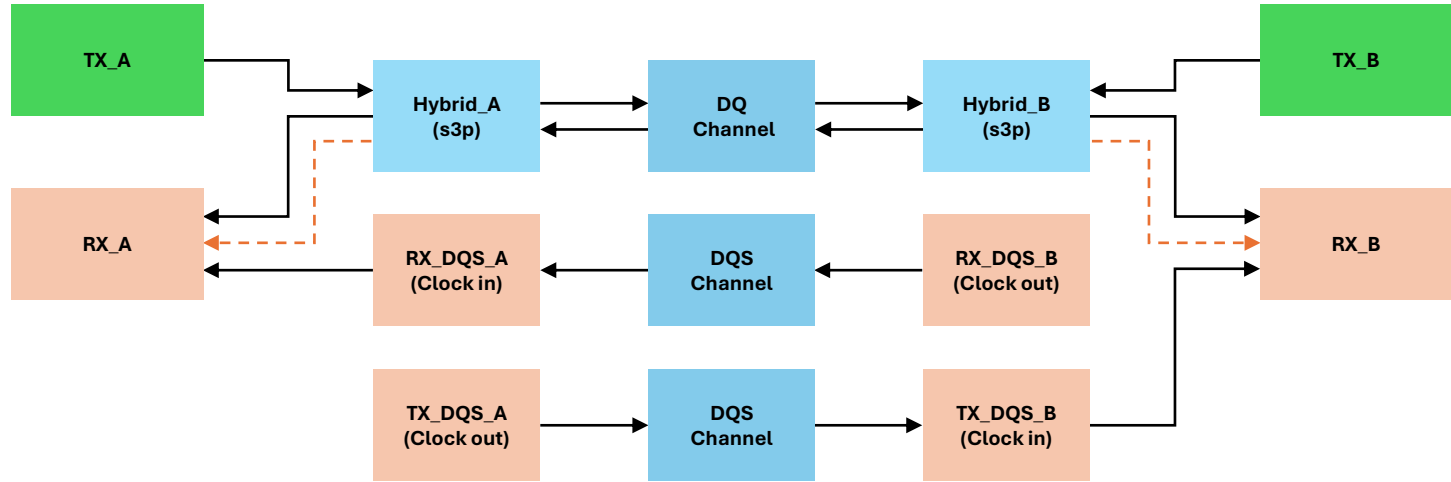 TX_A
TX_B
Hybrid_A
(s3p)
DQ
Channel
Hybrid_B
(s3p)
RX_A
RX_DQS_A
(Clock in)
DQS
Channel
RX_DQS_B
(Clock out)
RX_B
TX_DQS_A
(Clock out)
DQS
Channel
TX_DQS_B
(Clock in)